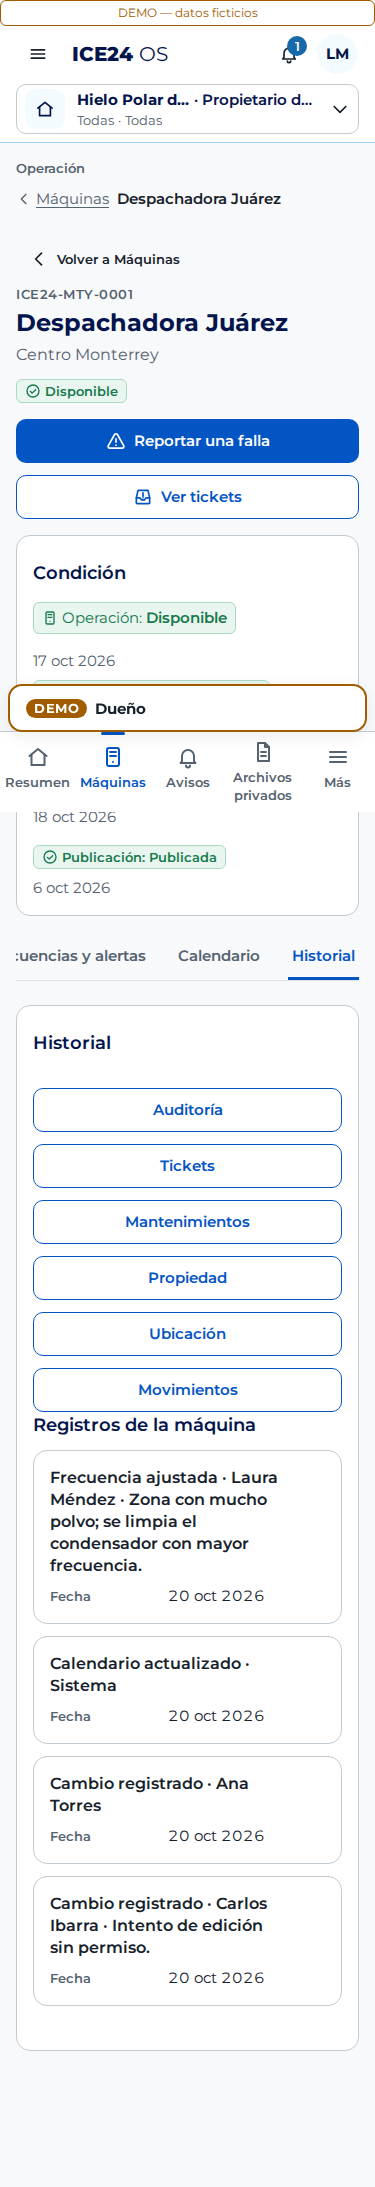 DEMO — datos ficticios
ICE24 OS
1
LM
Hielo Polar d... · Propietario d...
Todas · Todas
Operación
Máquinas Despachadora Juárez
Volver a Máquinas
ICE24-MTY-0001
Despachadora Juárez
Centro Monterrey
Disponible
Reportar una falla
Ver tickets
Condición
Operación: Disponible
17 oct 2026
DEMO Dueño
Resumen
Máquinas
Avisos
Archivos privados
Más
18 oct 2026
Publicación: Publicada
6 oct 2026
cuencias y alertas
Calendario
Historial
Historial
Auditoría
Tickets
Mantenimientos
Propiedad
Ubicación
Movimientos
Registros de la máquina
Frecuencia ajustada · Laura
Méndez · Zona con mucho
polvo; se limpia el
condensador con mayor
frecuencia.
Fecha 20 oct 2026
Calendario actualizado ·
Sistema
Fecha 20 oct 2026
Cambio registrado · Ana
Torres
Fecha 20 oct 2026
Cambio registrado · Carlos
Ibarra · Intento de edición
sin permiso.
Fecha 20 oct 2026